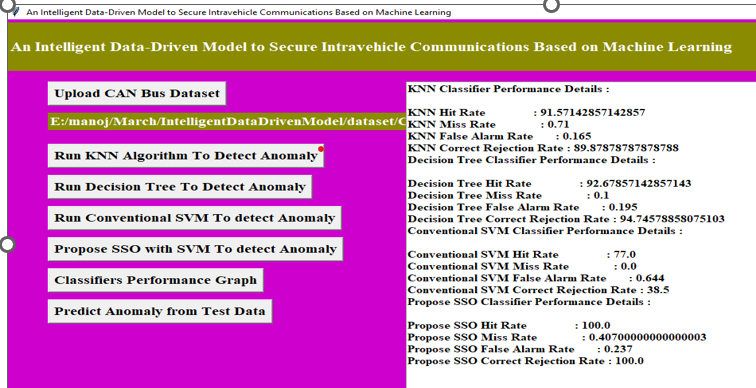 An Intelligent Data-Driven Model to Secure Intravehicle Communications Based on Machine Learning
An Intelligent Data-Driven Model to Secure Intravehicle Communications Based on Machine Learning
Upload CAN Bus Dataset
E:/manoj/March/IntelligentDataDrivenModel/dataset/C
Run KNN Algorithm To Detect Anomaly
Run Decision Tree To Detect Anomaly
Run Conventional SVM To detect Anomaly
Propose SSO with SVM To detect Anomaly
Classifiers Performance Graph
Predict Anomaly from Test Data
KNN Classifier Performance Details :
KNN Hit Rate : 91.57142857142857
KNN Miss Rate : 0.71
KNN False Alarm Rate : 0.165
KNN Correct Rejection Rate : 89.87878787878788
Decision Tree Classifier Performance Details :
Decision Tree Hit Rate : 92.67857142857143
Decision Tree Miss Rate : 0.1
Decision Tree False Alarm Rate : 0.195
Decision Tree Correct Rejection Rate : 94.74578858075103
Conventional SVM Classifier Performance Details :
Conventional SVM Hit Rate : 77.0
Conventional SVM Miss Rate : 0.0
Conventional SVM False Alarm Rate : 0.644
Conventional SVM Correct Rejection Rate : 38.5
Propose SSO Classifier Performance Details :
Propose SSO Hit Rate : 100.0
Propose SSO Miss Rate : 0.40700000000000003
Propose SSO False Alarm Rate : 0.237
Propose SSO Correct Rejection Rate : 100.0